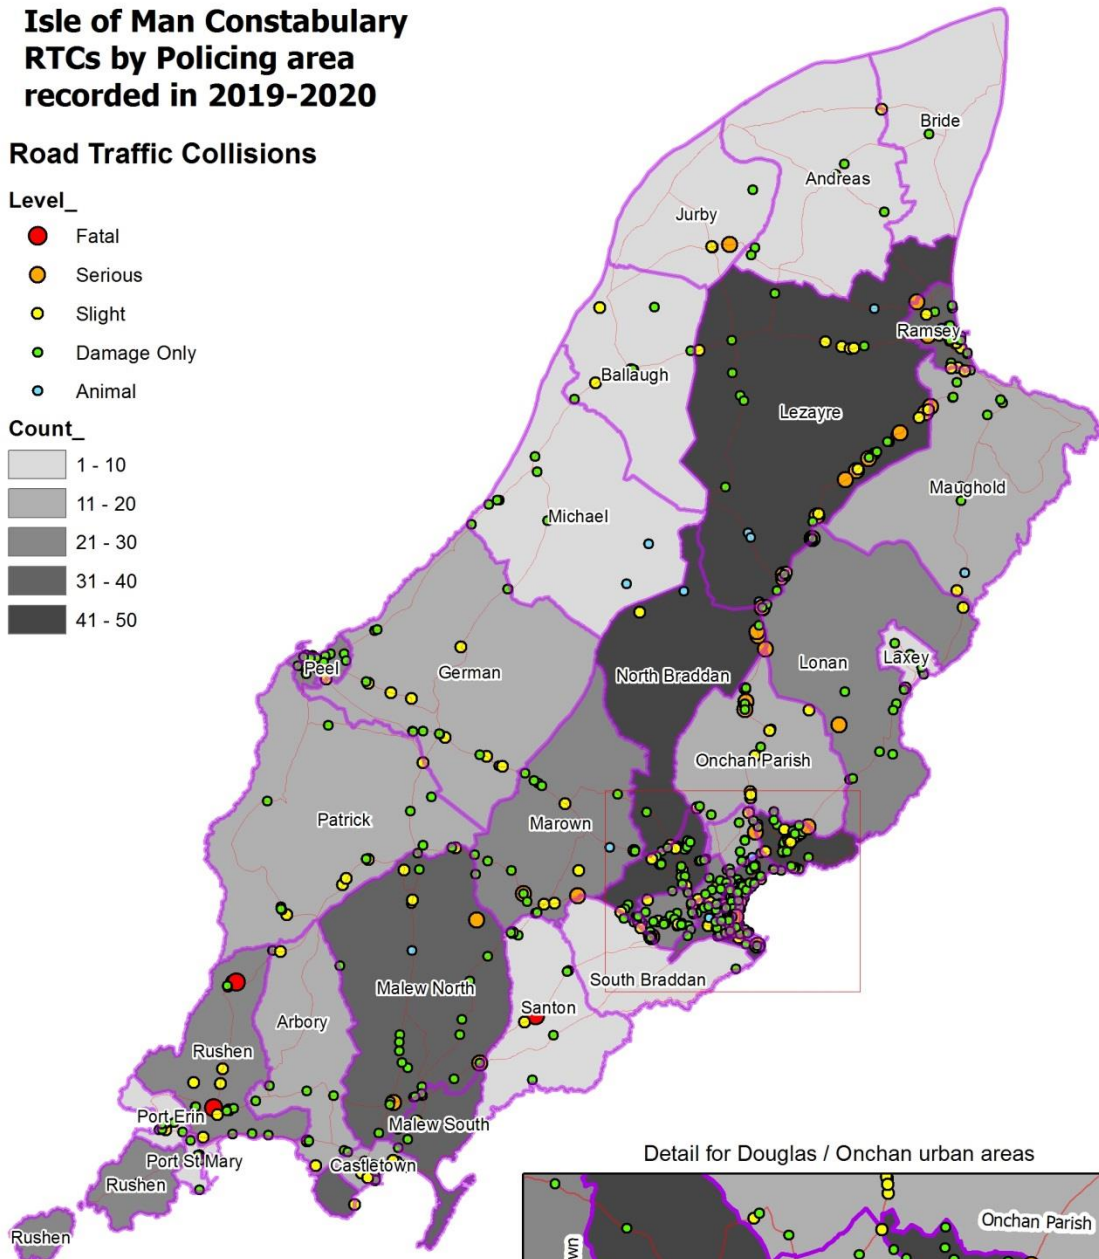 Isle of Man Constabulary
RTCs by Policing area
recorded in 2019-2020
Road Traffic Collisions
Level_
Fatal
Serious
Slight
Damage Only
Animal
Count_
1 - 10
11 - 20
21 - 30
31 - 40
41 - 50
Bride
Andreas
Jurby
Ramsey
Ballaugh
Lezayre
Maughold
Michael
Peel
German
North Braddan
Lonan
Laxey
Onchan Parish
Patrick
Marown
South Braddan
Malew North
Santon
Arbory
Rushen
Port Erin
Malew South
Port St Mary
Castletown
Rushen
Rushen
Detail for Douglas / Onchan urban areas
Onchan Parish